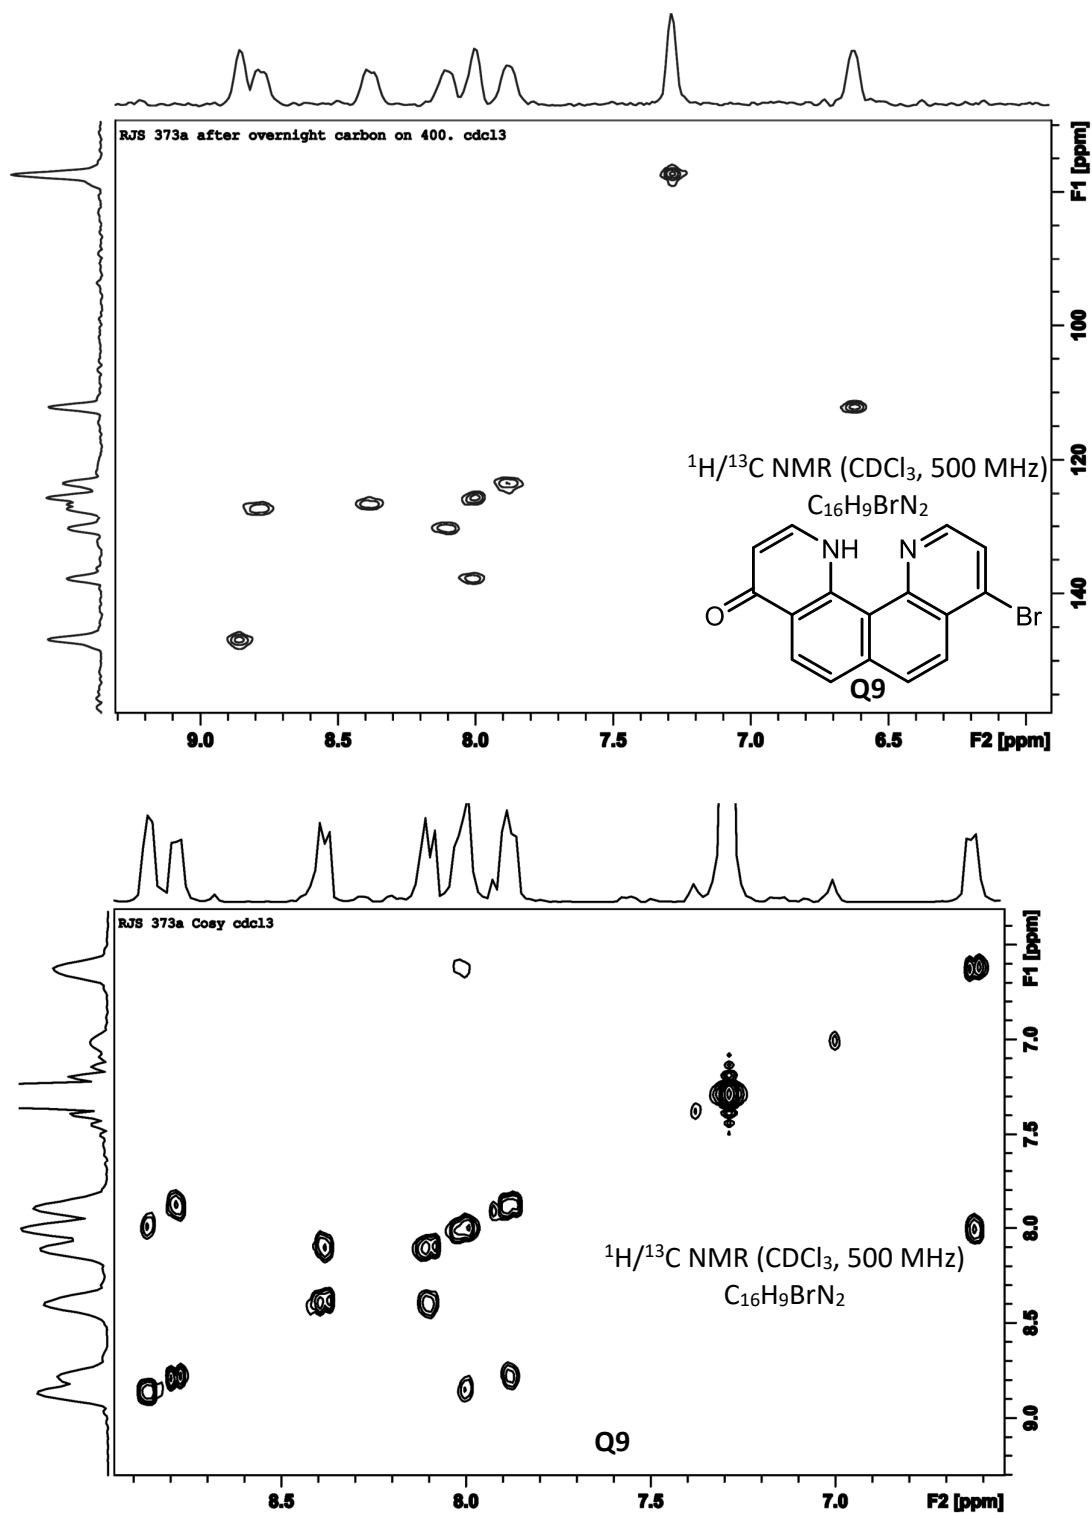 RJS 373a after overnight carbon on 400. cdcl3
F1 [ppm]
100
120
140
¹H/¹³C NMR (CDCl₃, 500 MHz)
C₁₆H₉BrN₂
NH
N
O
Br
Q9
9.0 8.5 8.0 7.5 7.0 6.5 F2 [ppm]
RJS 373a Cosy cdcl3
F1 [ppm]
7.0
7.5
8.0
8.5
9.0
¹H/¹³C NMR (CDCl₃, 500 MHz)
C₁₆H₉BrN₂
Q9
8.5 8.0 7.5 7.0 F2 [ppm]